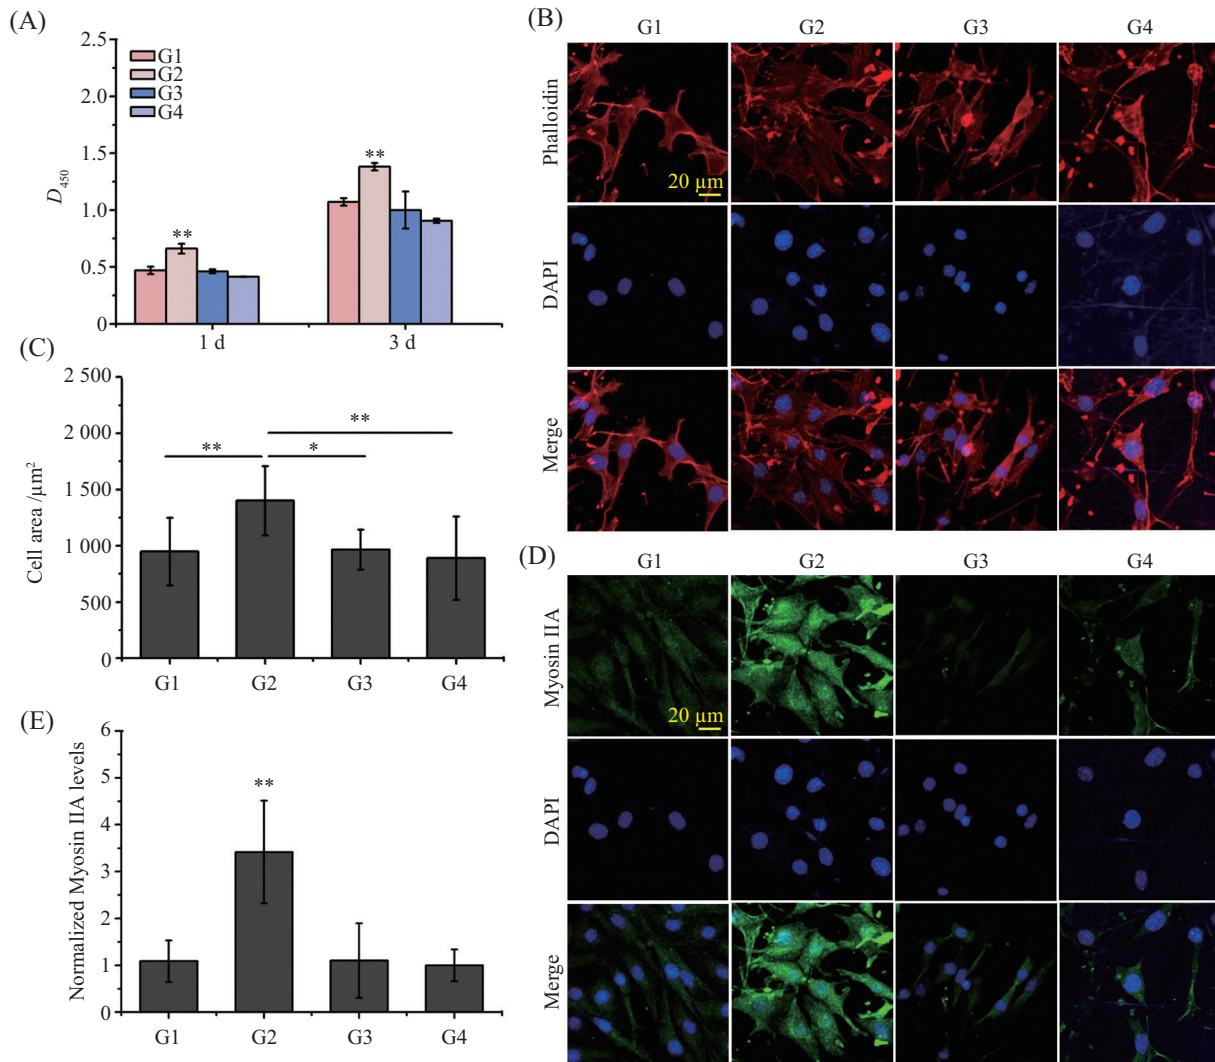 (A)
2.5
2.0
1.5
1.0
0.5
0
D450
G1
G2
G3
G4
**
**
1 d
3 d
(B)
G1 G2 G3 G4
Phalloidin
20 µm
DAPI
Merge
(C)
2 500
2 000
1 500
1 000
500
0
Cell area /µm²
**
**
*
G1 G2 G3 G4
(D)
G1 G2 G3 G4
Myosin IIA
20 µm
DAPI
Merge
(E)
6
5
4
3
2
1
0
Normalized Myosin IIA levels
**
G1 G2 G3 G4